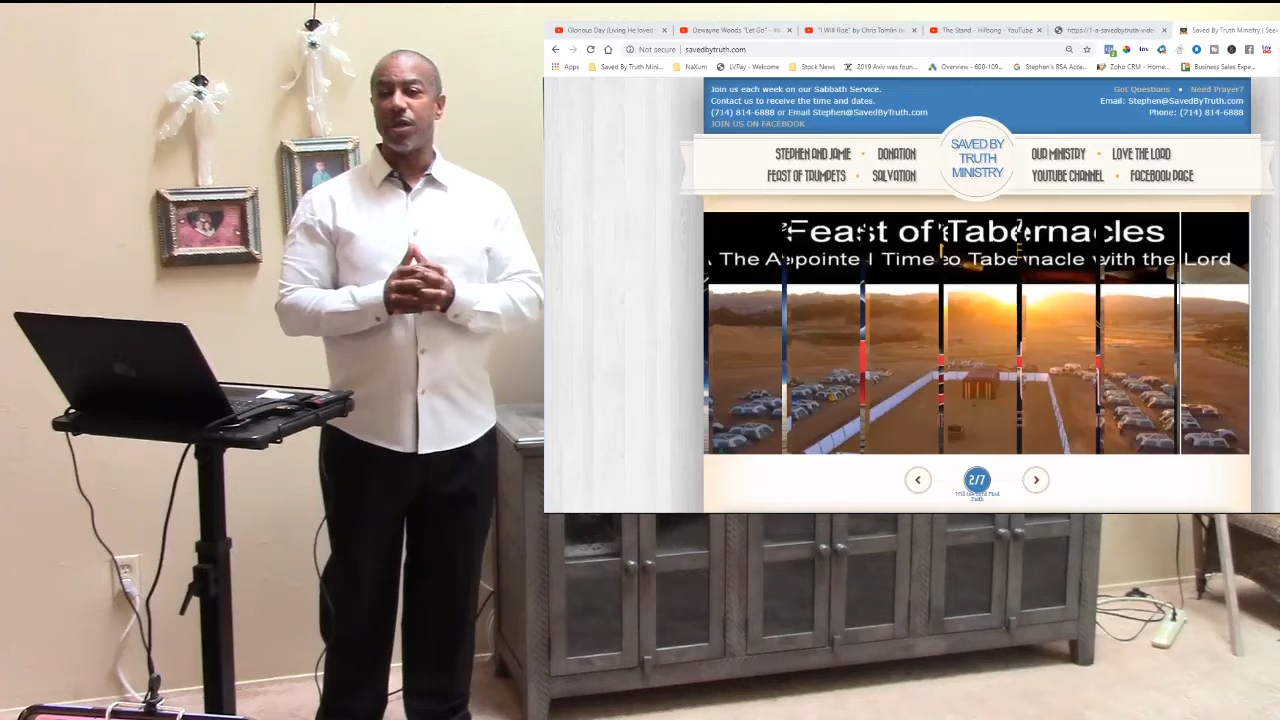 Glorious Day (Living He loved
Dewayne Woods "Let Go" -
"I Will Rise" by Chris Tomlin
The Stand - Hillsong - YouTube
https://1-a-savedbytruth-vide
Saved By Truth Ministry | Seek
Not secure | savedbytruth.com
Apps
Saved By Truth Mini...
NaXum
LVPay - Welcome
Stock News
2019 Aviv was foun...
Overview - 600-109...
Stephen's BSA Acce...
Zoho CRM - Home...
Business Sales Expe...
Join us each week on our Sabbath Service.
Contact us to receive the time and dates.
(714) 814-6888 or Email Stephen@SavedByTruth.com
JOIN US ON FACEBOOK
Got Questions • Need Prayer?
Email: Stephen@SavedByTruth.com
Phone: (714) 814-6888
STEPHEN AND JAMIE • DONATION
FEAST OF TRUMPETS • SALVATION
SAVED BY
TRUTH
MINISTRY
OUR MINISTRY • LOVE THE LORD
YOUTUBE CHANNEL • FACEBOOK PAGE
Feast of Tabernacles
The Appointed Time to Tabernacle with the Lord
2/7